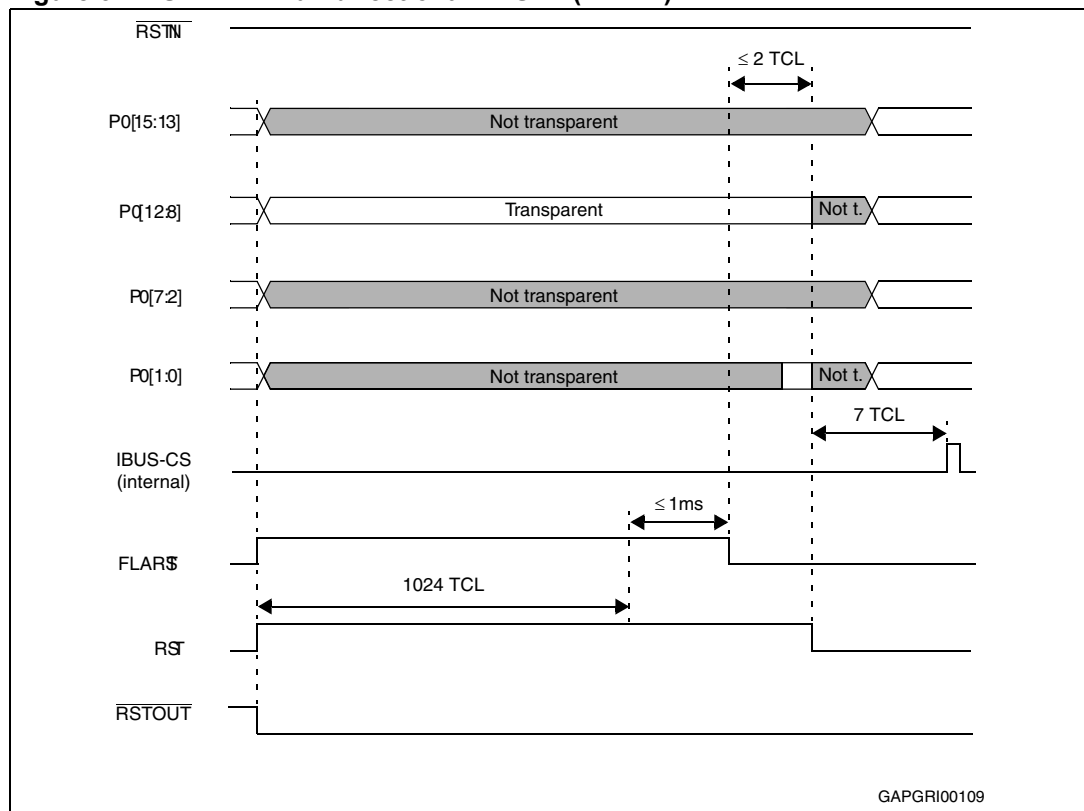 RSTIN
≤ 2 TCL
P0[15:13]
Not transparent
P0[12:8]
Transparent
Not t.
P0[7:2]
Not transparent
P0[1:0]
Not transparent
Not t.
7 TCL
IBUS-CS
(internal)
≤ 1ms
FLARST
1024 TCL
RST
RSTOUT
GAPGRI00109